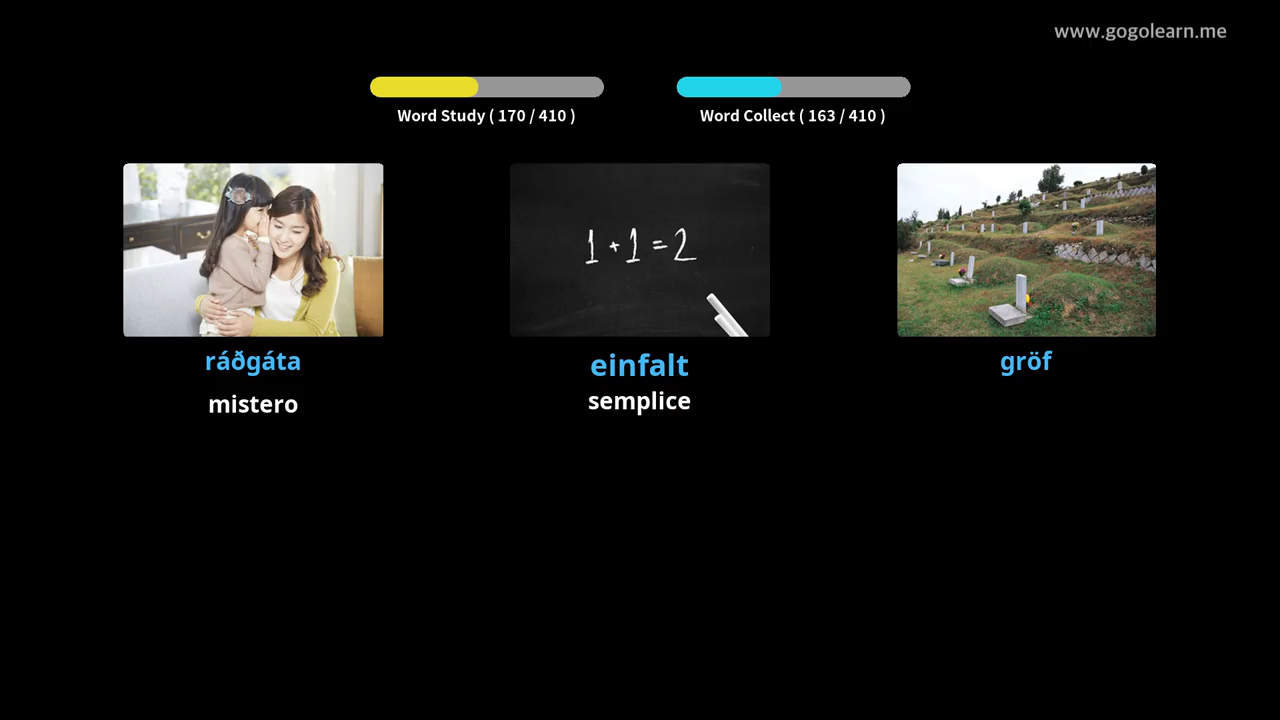 www.gogolearn.me
Word Study ( 170 / 410 )
Word Collect ( 163 / 410 )
1 + 1 = 2
ráðgáta
einfalt
gröf
mistero
semplice